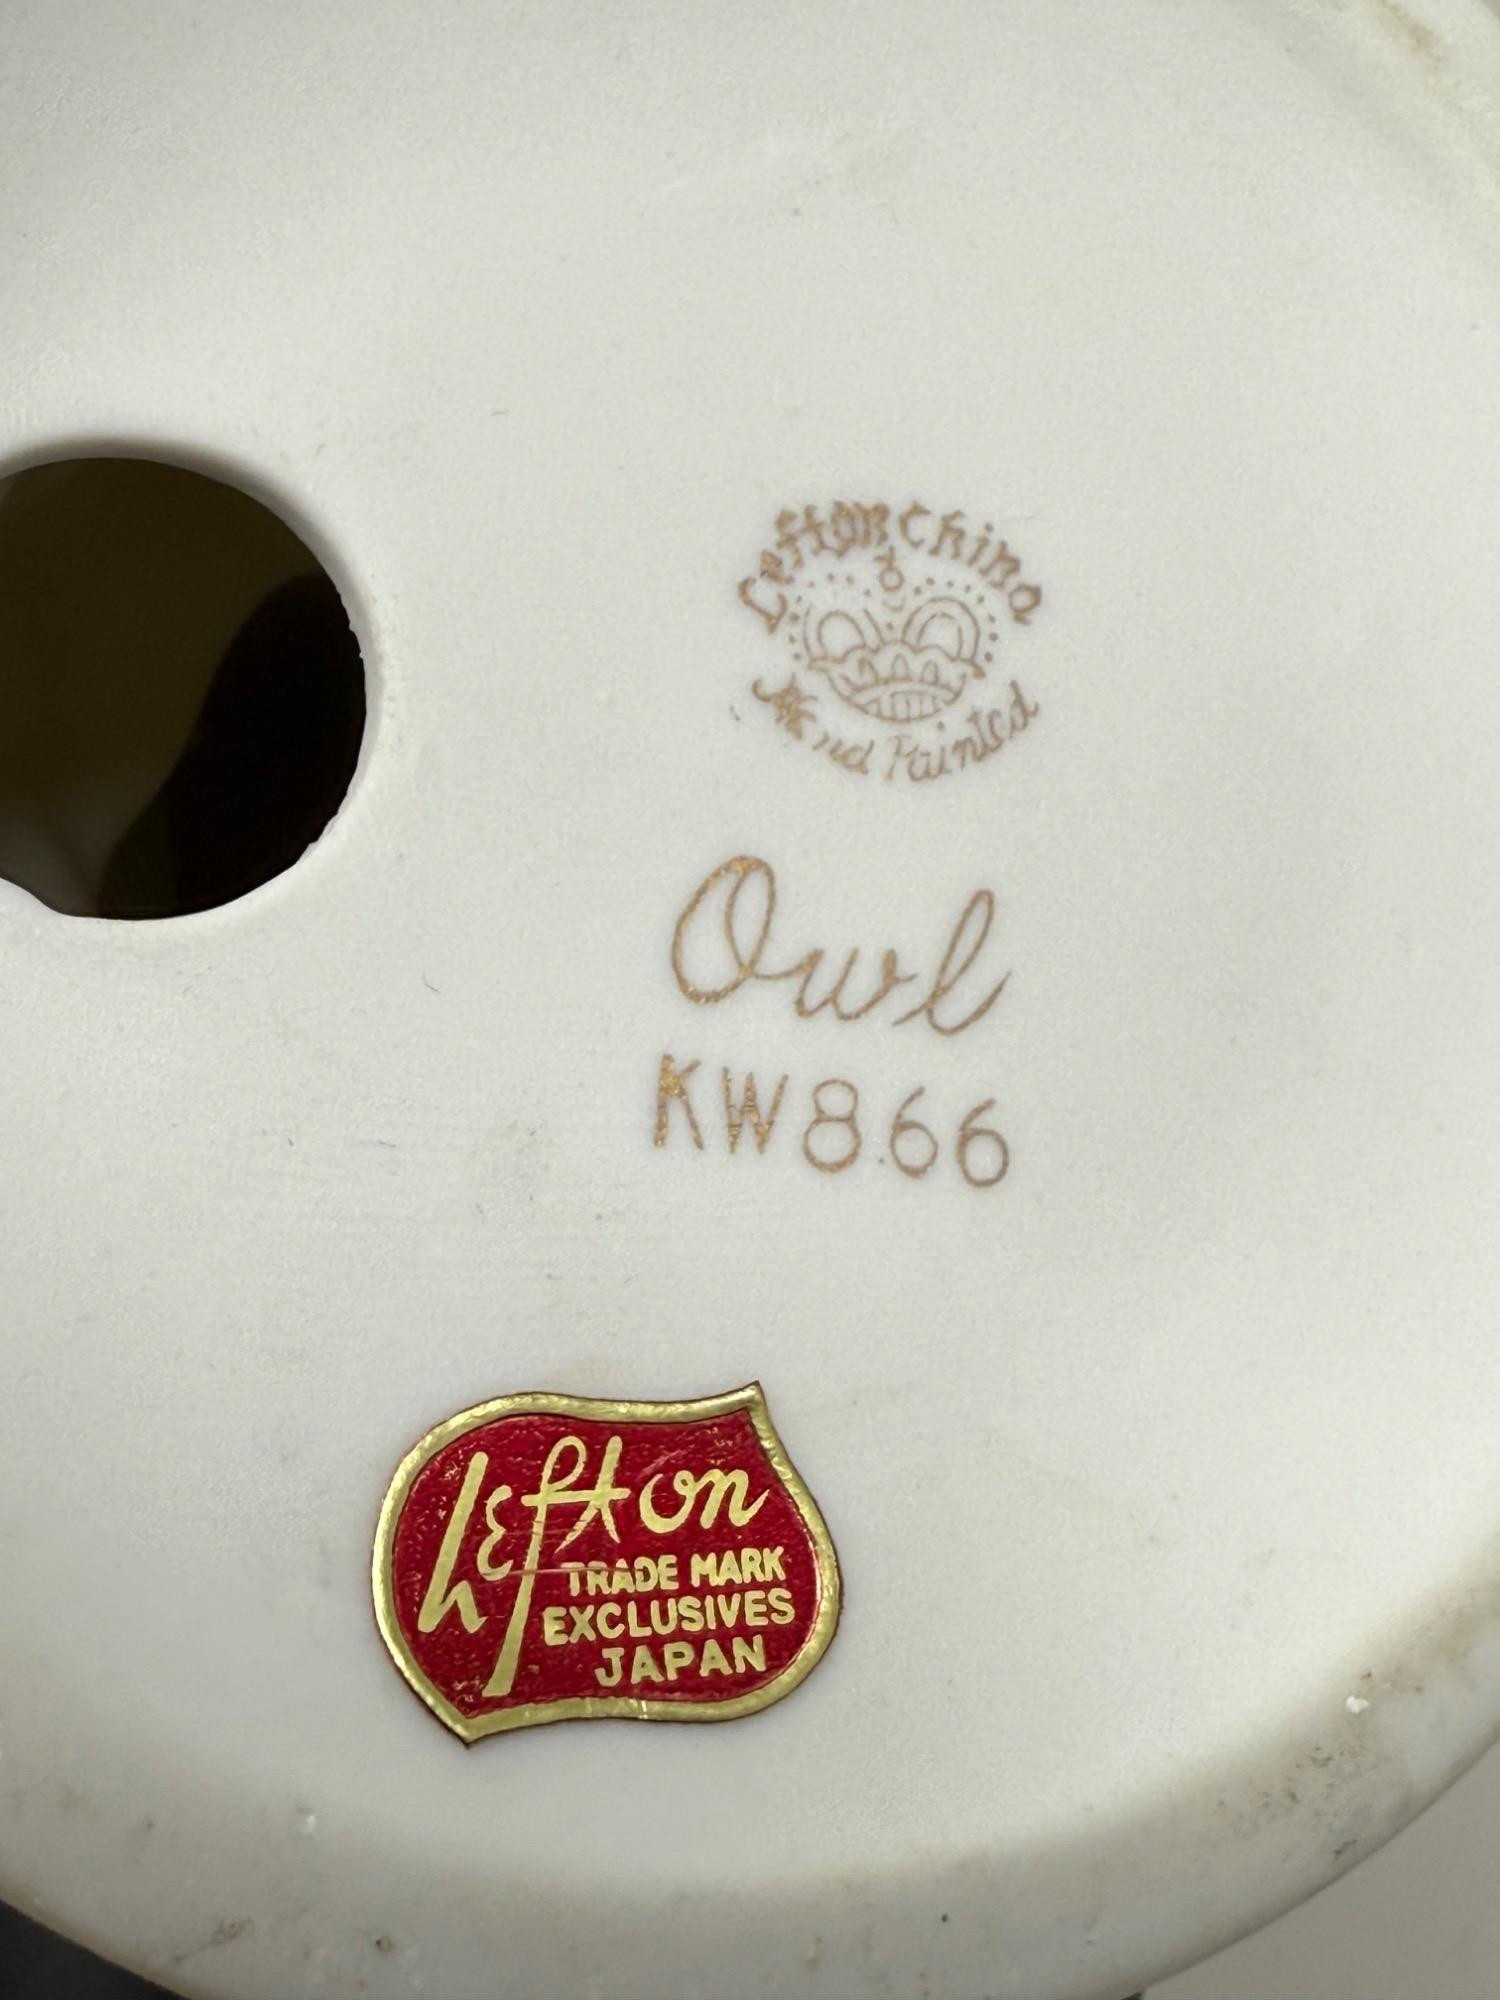 Lefton China
Hand Painted
Owl
KW866
Lefton
TRADE MARK
EXCLUSIVES
JAPAN